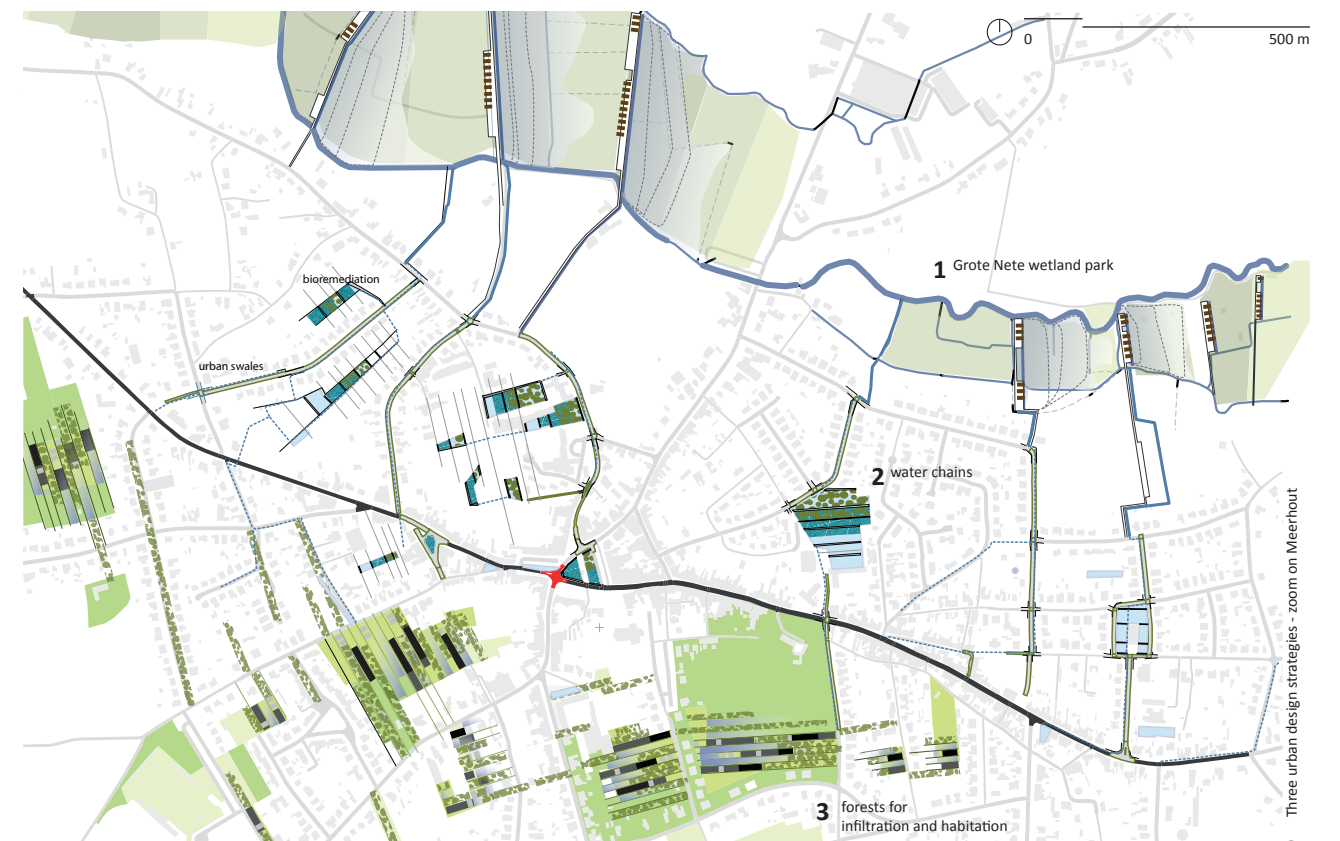 0
500 m
1 Grote Nete wetland park
bioremediation
urban swales
2 water chains
3 forests for
infiltration and habitation
Three urban design strategies - zoom on Meerhout